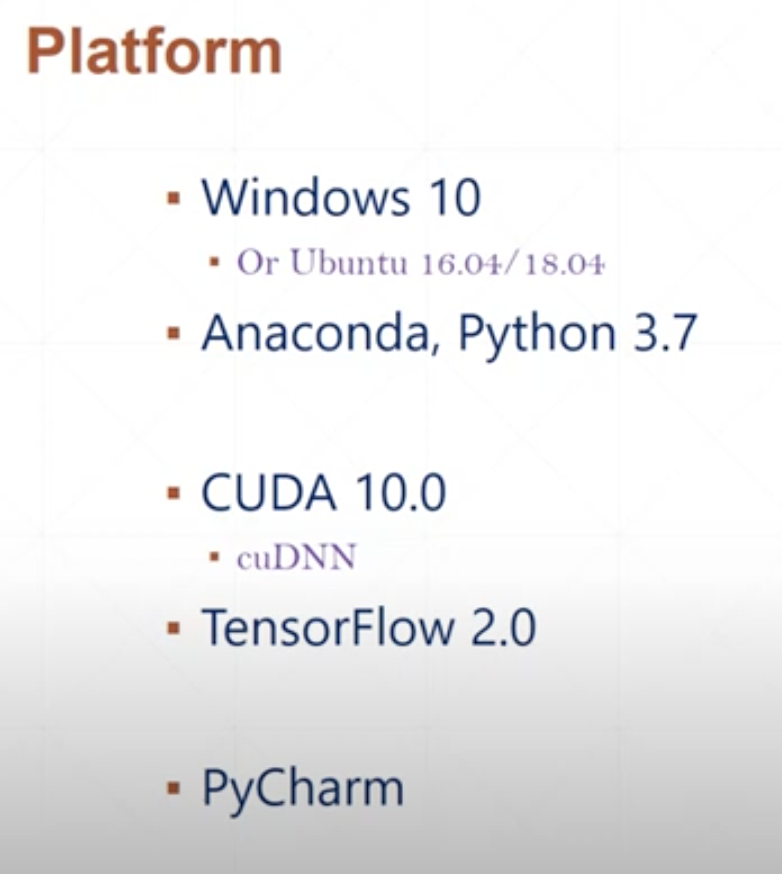 Platform
Windows 10
Or Ubuntu 16.04/18.04
Anaconda, Python 3.7
CUDA 10.0
cuDNN
TensorFlow 2.0
PyCharm